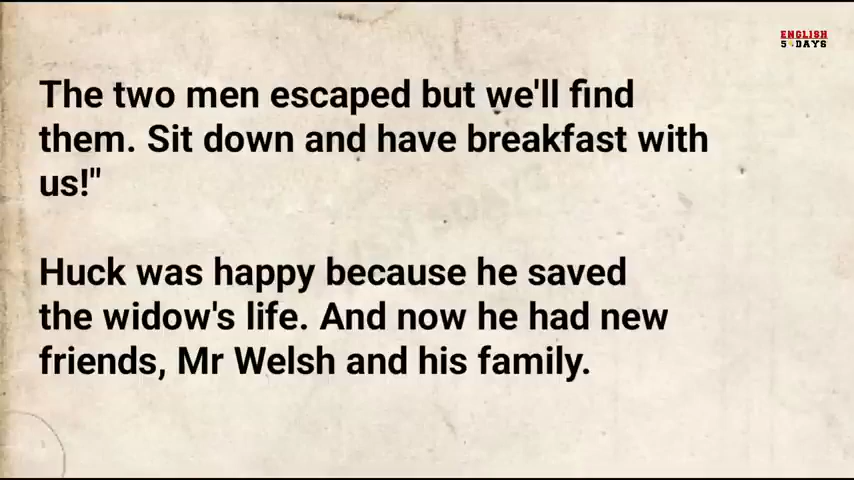 ENGLISH
5 DAYS
The two men escaped but we'll find
them. Sit down and have breakfast with
us!"
Huck was happy because he saved
the widow's life. And now he had new
friends, Mr Welsh and his family.